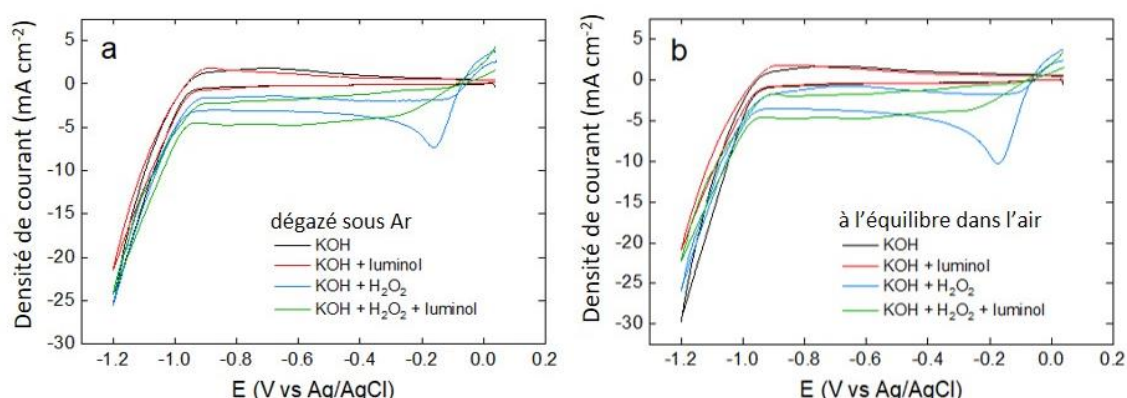 a
5
0
-5
-10
-15
-20
-25
-30
Densité de courant (mA cm⁻²)
dégazé sous Ar
KOH
KOH + luminol
KOH + H₂O₂
KOH + H₂O₂ + luminol
-1.2 -1.0 -0.8 -0.6 -0.4 -0.2 0.0 0.2
E (V vs Ag/AgCl)
b
5
0
-5
-10
-15
-20
-25
-30
Densité de courant (mA cm⁻²)
à l'équilibre dans l'air
KOH
KOH + luminol
KOH + H₂O₂
KOH + H₂O₂ + luminol
-1.2 -1.0 -0.8 -0.6 -0.4 -0.2 0.0 0.2
E (V vs Ag/AgCl)